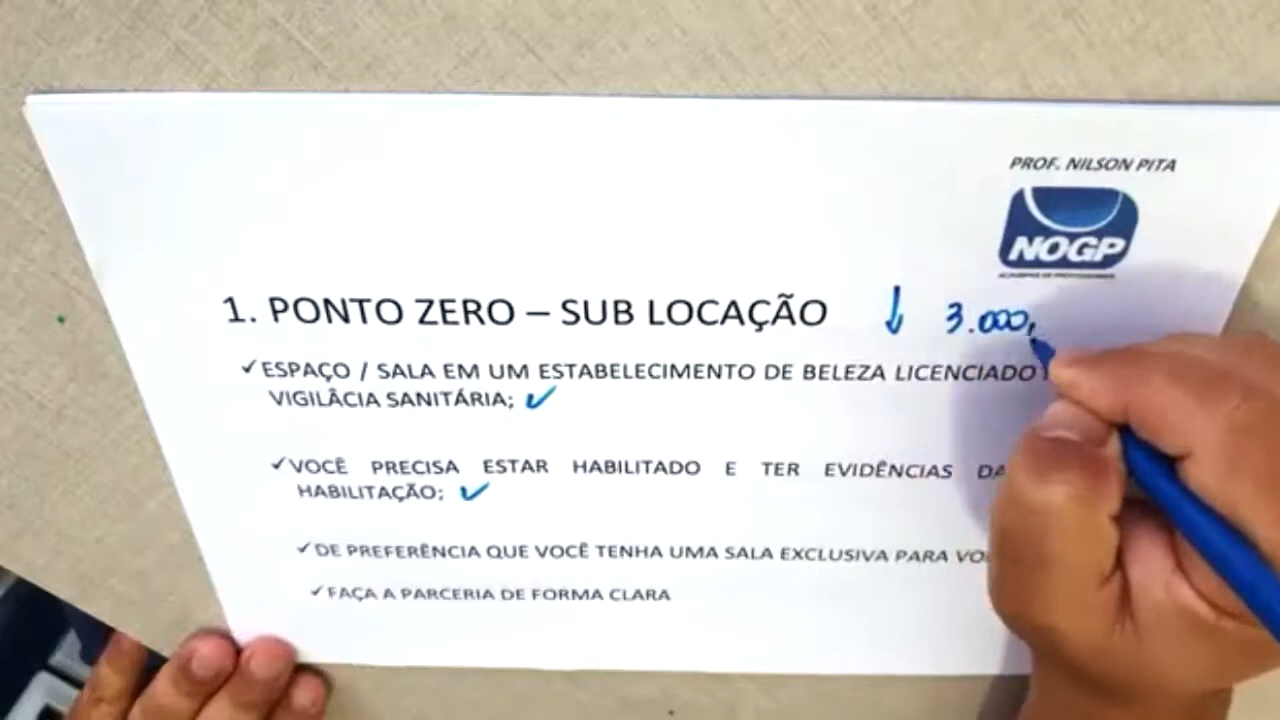 PROF. NILSON PITA
NOGP
1. PONTO ZERO – SUB LOCAÇÃO ↓ 3.000,
✓ESPAÇO / SALA EM UM ESTABELECIMENTO DE BELEZA LICENCIADO
VIGILÂCIA SANITÁRIA; ✓
✓VOCÊ PRECISA ESTAR HABILITADO E TER EVIDÊNCIAS DA
HABILITAÇÃO; ✓
✓DE PREFERÊNCIA QUE VOCÊ TENHA UMA SALA EXCLUSIVA PARA
✓FAÇA A PARCERIA DE FORMA CLARA